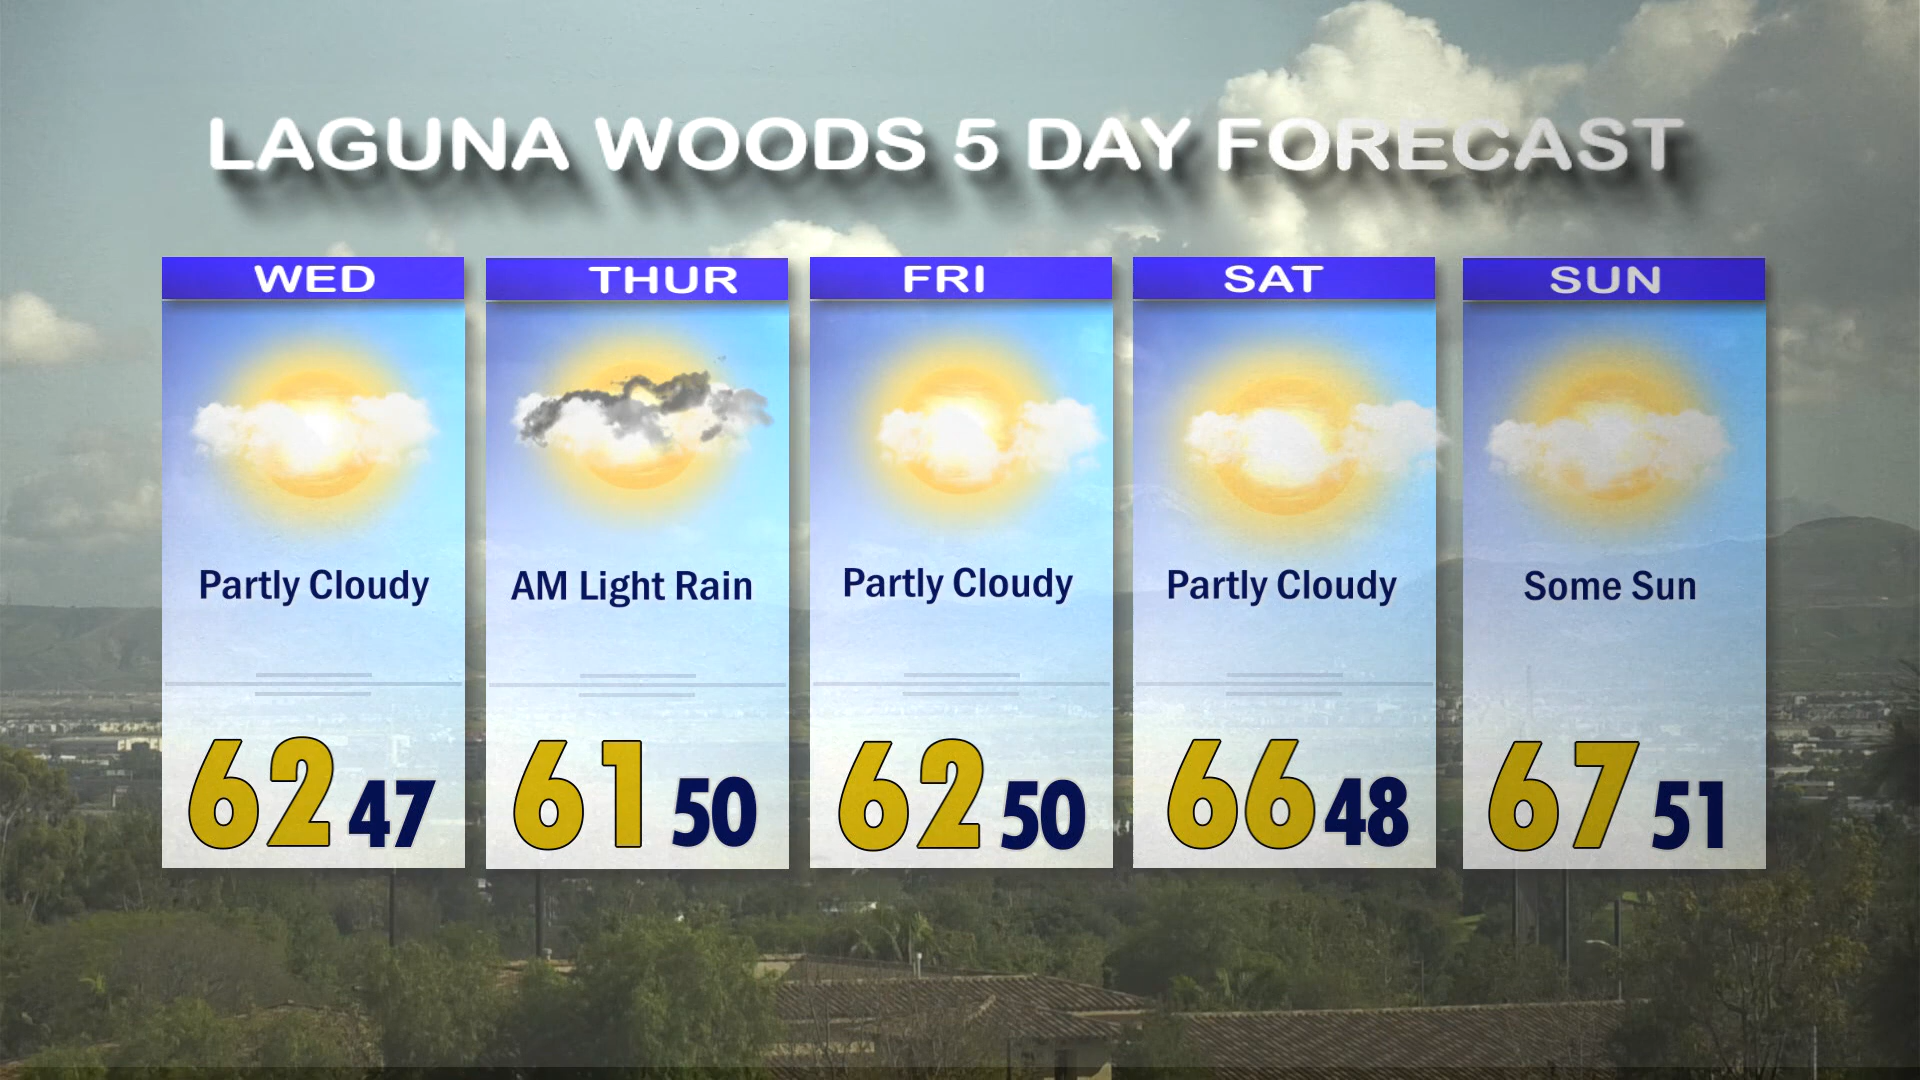 LAGUNA WOODS 5 DAY FORECAST
WED
THUR
FRI
SAT
SUN
Partly Cloudy
AM Light Rain
Partly Cloudy
Partly Cloudy
Some Sun
62 47
61 50
62 50
66 48
67 51